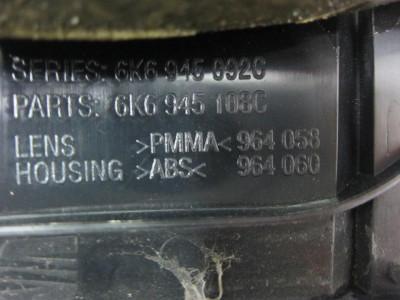 SERIES: 6K6 945 092C
PARTS: 6K6 945 108C
LENS >PMMA< 964 058
HOUSING >ABS< 964 060